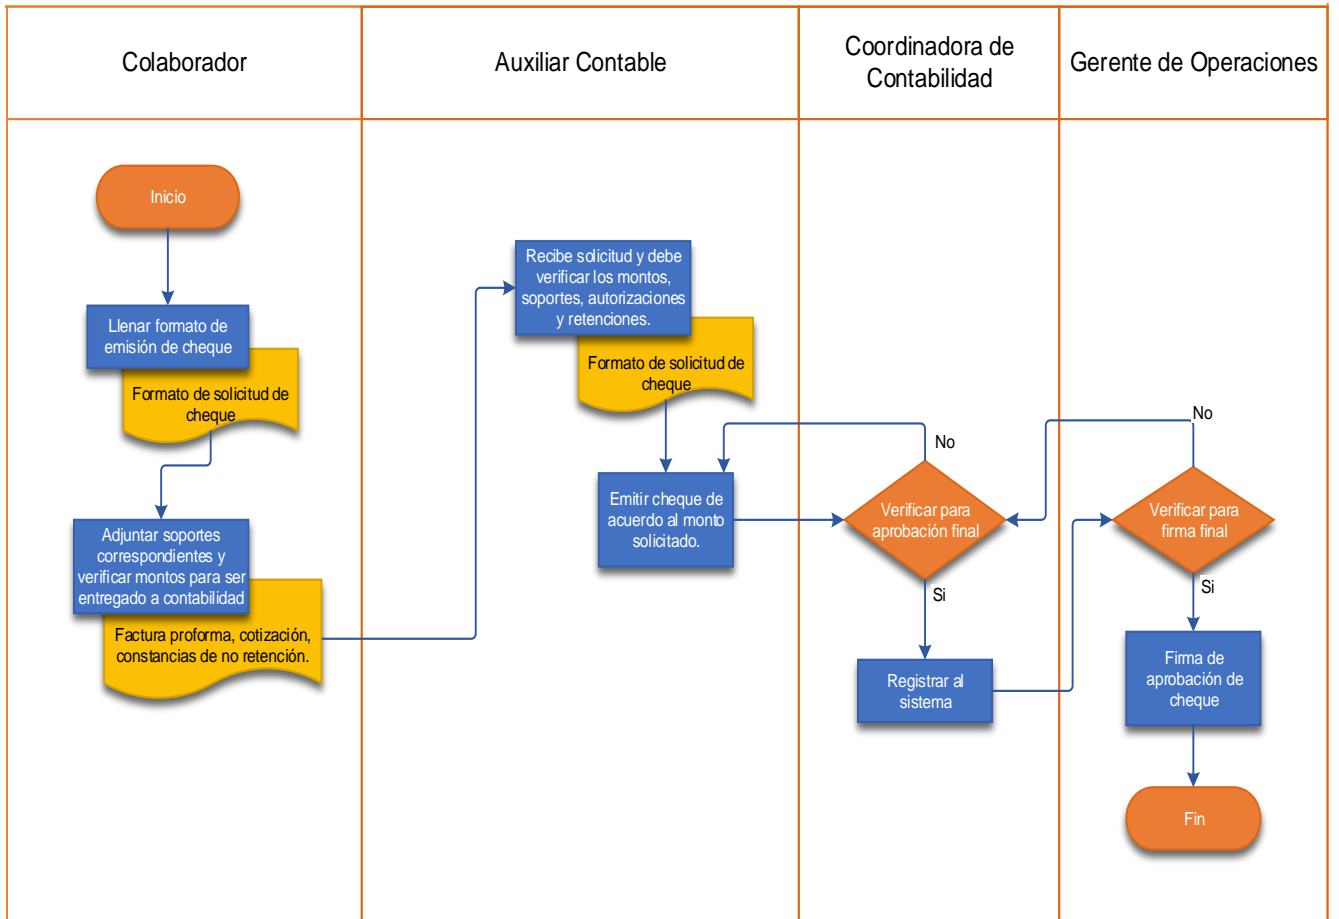 Colaborador
Auxiliar Contable
Coordinadora de
Contabilidad
Gerente de Operaciones
Inicio
Llenar formato de
emisión de cheque
Formato de solicitud de
cheque
Adjuntar soportes
correspondientes y
verificar montos para ser
entregado a contabilidad
Factura proforma, cotización,
constancias de no retención.
Recibe solicitud y debe
verificar los montos,
soportes, autorizaciones
y retenciones.
Formato de solicitud de
cheque
Emitir cheque de
acuerdo al monto
solicitado.
No
Verificar para
aprobación final
Si
Registrar al
sistema
No
Verificar para
firma final
Si
Firma de
aprobación de
cheque
Fin